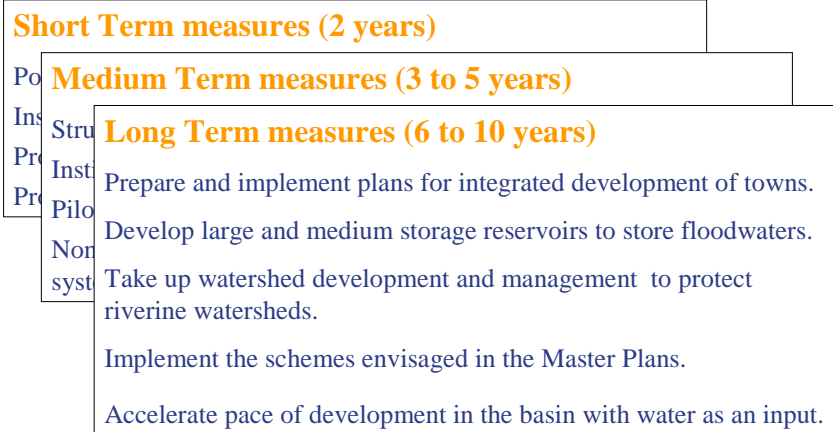 Short Term measures (2 years)
Medium Term measures (3 to 5 years)
Long Term measures (6 to 10 years)
Prepare and implement plans for integrated development of towns.
Develop large and medium storage reservoirs to store floodwaters.
Take up watershed development and management to protect
riverine watersheds.
Implement the schemes envisaged in the Master Plans.
Accelerate pace of development in the basin with water as an input.